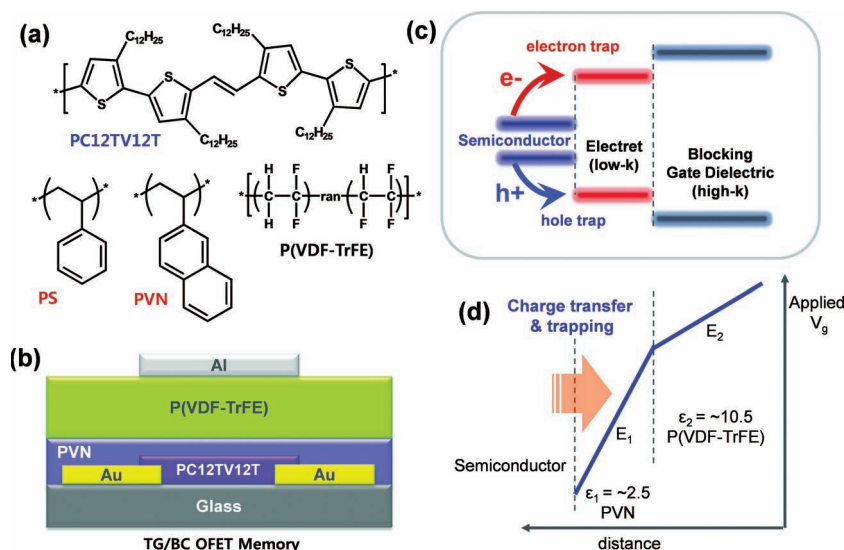 (a)
C₁₂H₂₅
C₁₂H₂₅
S
S
S
S
*
*
C₁₂H₂₅
C₁₂H₂₅
PC12TV12T
*
*
PS
*
*
PVN
H F H F
* C–C ran C–C *
H F F F
P(VDF-TrFE)
(b)
Al
P(VDF-TrFE)
PVN
Au
PC12TV12T
Au
Glass
TG/BC OFET Memory
(c)
electron trap
e-
Semiconductor
Electret
(low-k)
Blocking
Gate Dielectric
(high-k)
h+
hole trap
(d)
Charge transfer
& trapping
Applied
Vg
E₂
E₁
ε₂ = ~10.5
P(VDF-TrFE)
Semiconductor
ε₁ = ~2.5
PVN
distance